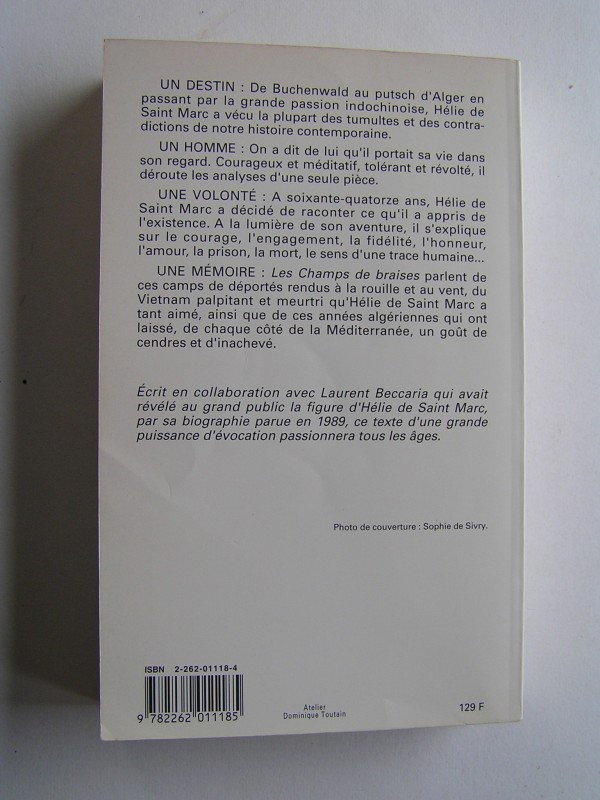 UN DESTIN : De Buchenwald au putsch d'Alger en
passant par la grande passion indochinoise, Hélie de
Saint Marc a vécu la plupart des tumultes et des contra-
dictions de notre histoire contemporaine.
UN HOMME : On a dit de lui qu'il portait sa vie dans
son regard. Courageux et méditatif, tolérant et révolté, il
déroute les analyses d'une seule pièce.
UNE VOLONTÉ : A soixante-quatorze ans, Hélie de
Saint Marc a décidé de raconter ce qu'il a appris de
l'existence. A la lumière de son aventure, il s'explique
sur le courage, l'engagement, la fidélité, l'honneur,
l'amour, la prison, la mort, le sens d'une trace humaine...
UNE MÉMOIRE : Les Champs de braises parlent de
ces camps de déportés rendus à la rouille et au vent, du
Vietnam palpitant et meurtri qu'Hélie de Saint Marc a
tant aimé, ainsi que de ces années algériennes qui ont
laissé, de chaque côté de la Méditerranée, un goût de
cendres et d'inachevé.
Écrit en collaboration avec Laurent Beccaria qui avait
révélé au grand public la figure d'Hélie de Saint Marc,
par sa biographie parue en 1989, ce texte d'une grande
puissance d'évocation passionnera tous les âges.
Photo de couverture : Sophie de Sivry.
ISBN 2-262-01118-4
9 782262 011185
Atelier
Dominique Toutain
129 F